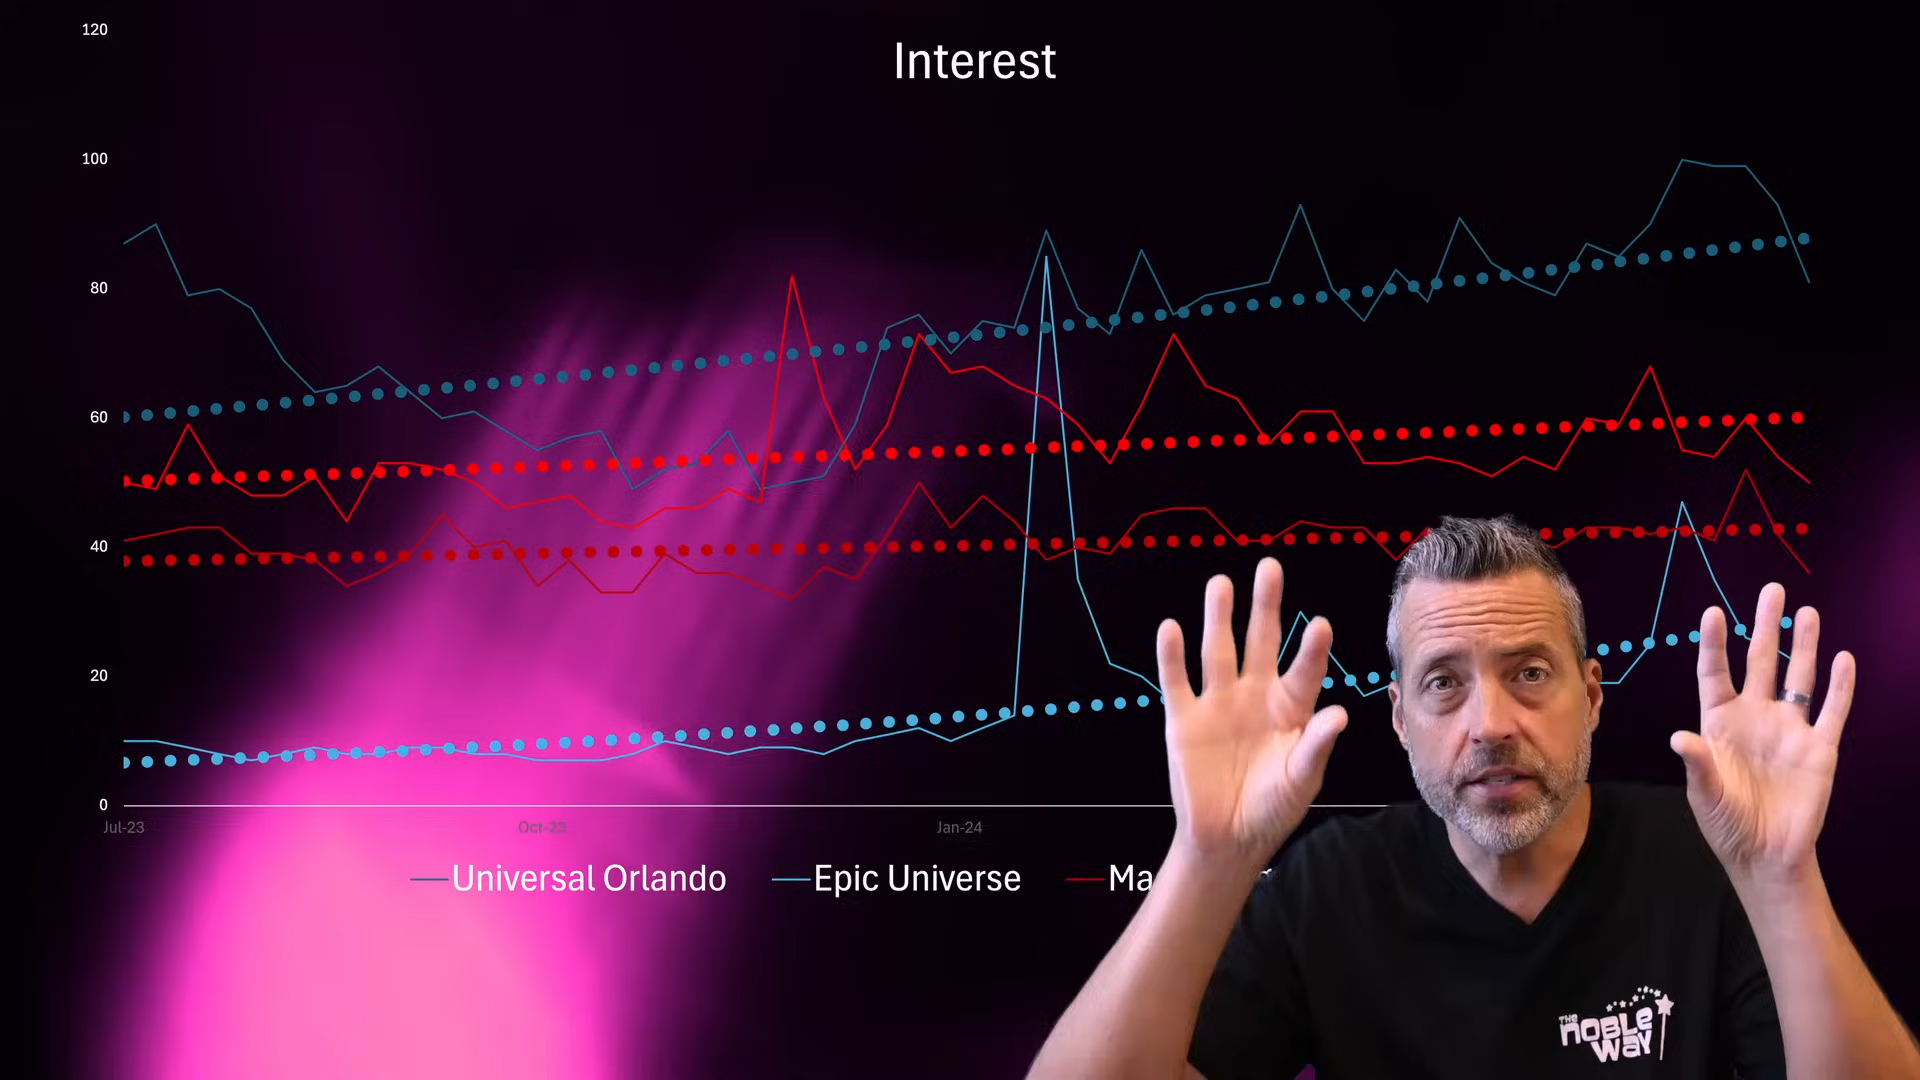 Interest
120
100
80
60
40
20
0
Jul-23
Oct-23
Jan-24
Universal Orlando
Epic Universe
THE
NOBLE
WAY